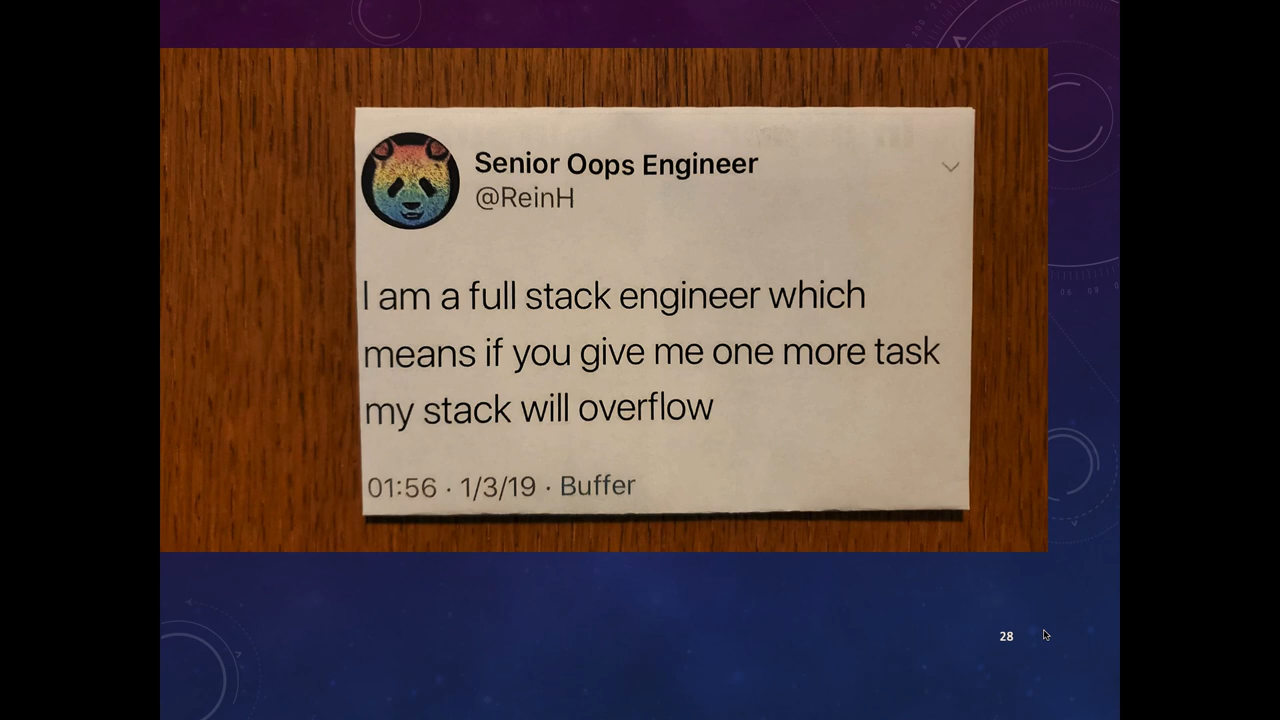 Senior Oops Engineer
@ReinH
I am a full stack engineer which
means if you give me one more task
my stack will overflow
01:56 · 1/3/19 · Buffer
28